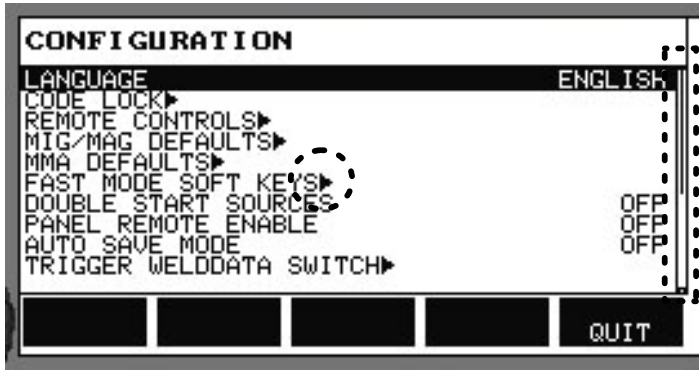 CONFIGURATION
LANGUAGE ENGLISH
CODE LOCK▶
REMOTE CONTROLS▶
MIG/MAG DEFAULTS▶
MMA DEFAULTS▶
FAST MODE SOFT KEYS▶
DOUBLE START SOURCES OFF
PANEL REMOTE ENABLE OFF
AUTO SAVE MODE OFF
TRIGGER WELDDATA SWITCH▶
QUIT